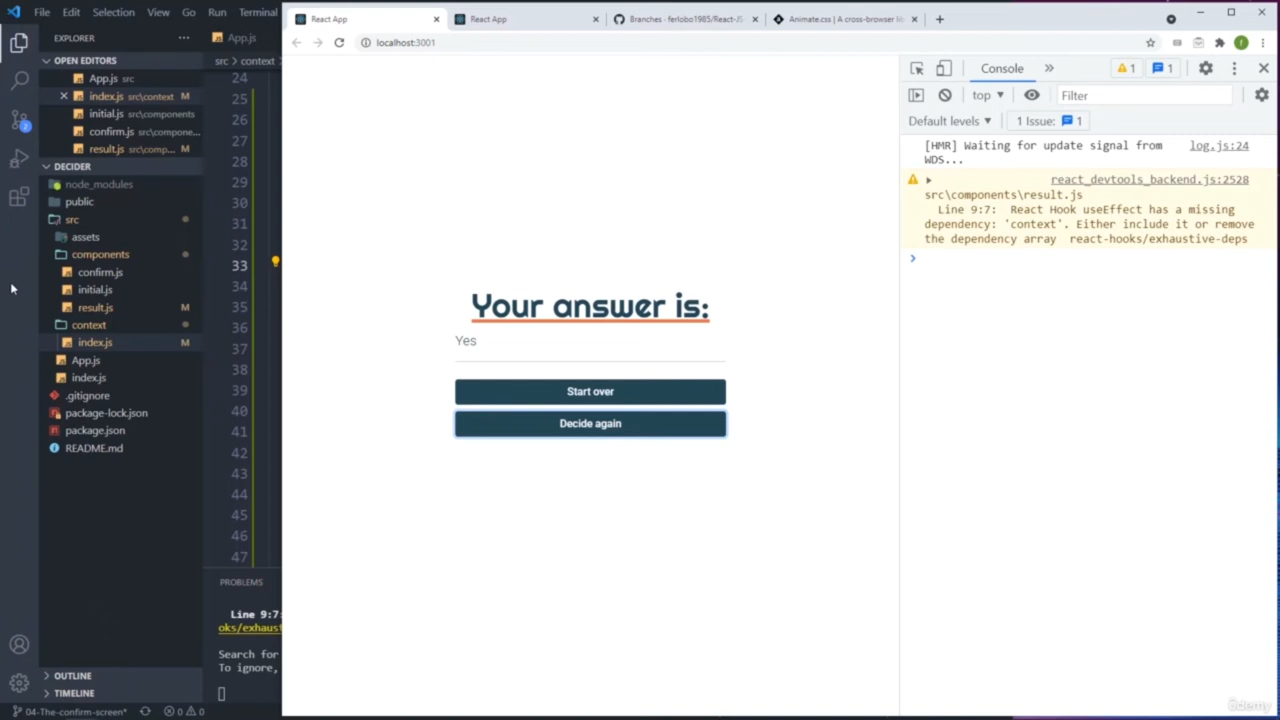 File Edit Selection View Go Run Terminal
EXPLORER
OPEN EDITORS
App.js src
index.js src\context M
initial.js src\components
confirm.js src\compone...
result.js src\comp... M
DECIDER
node_modules
public
src
assets
components
confirm.js
initial.js
result.js M
context
index.js M
App.js
index.js
.gitignore
package-lock.json
package.json
README.md
OUTLINE
TIMELINE
04-The-confirm-screen* 0 0
2
App.js
src > context
24
25
26
27
28
29
30
31
32
33
34
35
36
37
38
39
40
41
42
43
44
45
46
47
PROBLEMS
Line 9:7:
oks/exhaust
Search for
To ignore,
React App
React App
Branches · ferlobo1985/React-JS
Animate.css | A cross-browser lib
localhost:3001
f
Your answer is:
Yes
Start over
Decide again
Console » 1 1
top Filter
Default levels 1 Issue: 1
[HMR] Waiting for update signal from log.js:24
WDS...
react_devtools_backend.js:2528
src\components\result.js
Line 9:7: React Hook useEffect has a missing
dependency: 'context'. Either include it or remove
the dependency array react-hooks/exhaustive-deps
Udemy